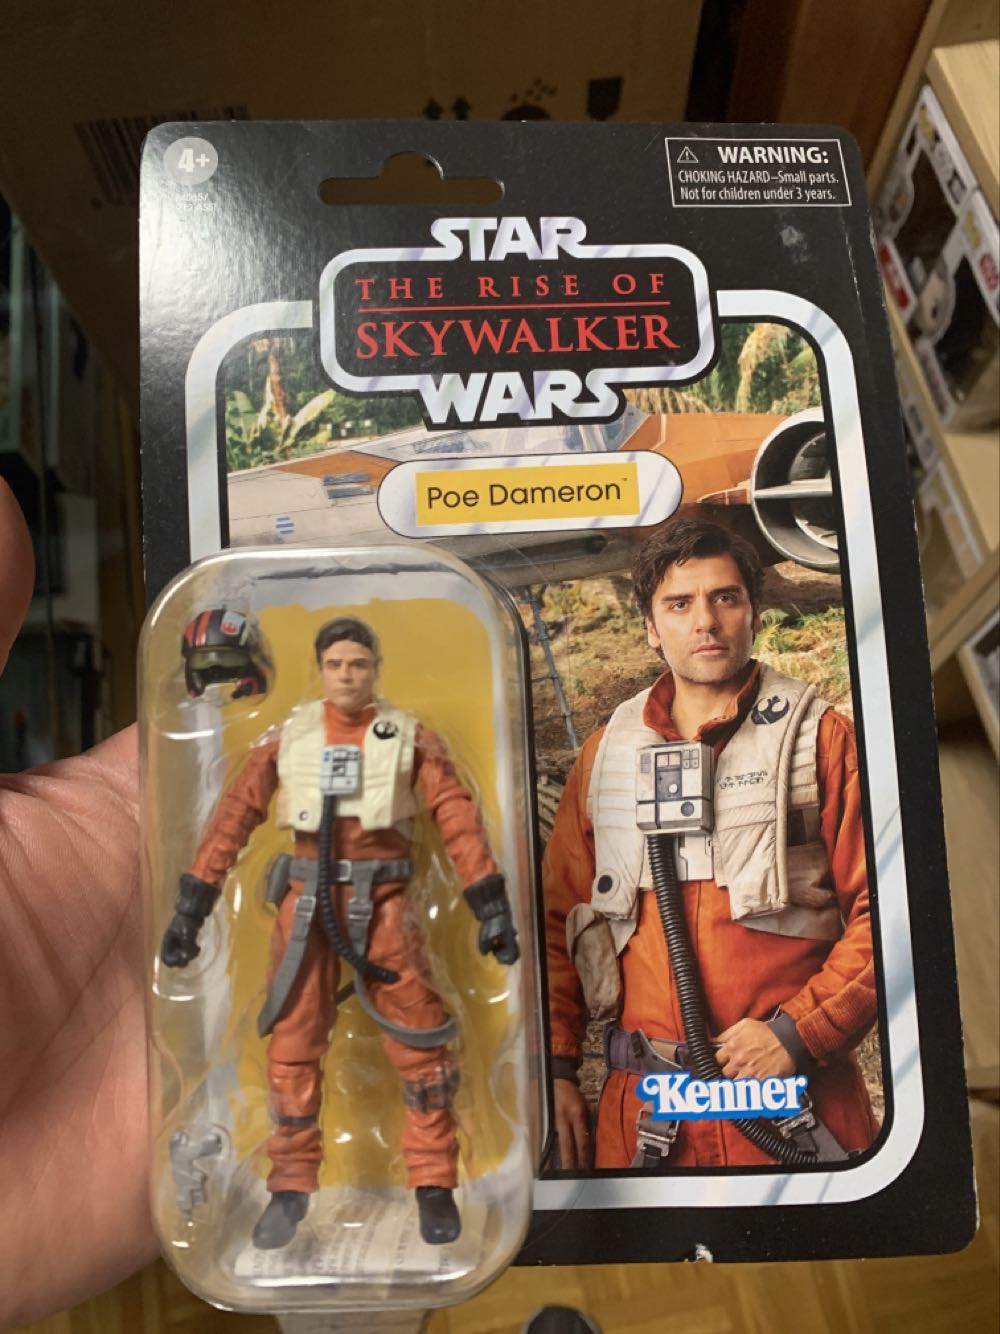 4+
WARNING:
CHOKING HAZARD–Small parts.
Not for children under 3 years.
STAR
THE RISE OF
SKYWALKER
WARS
Poe Dameron™
Kenner